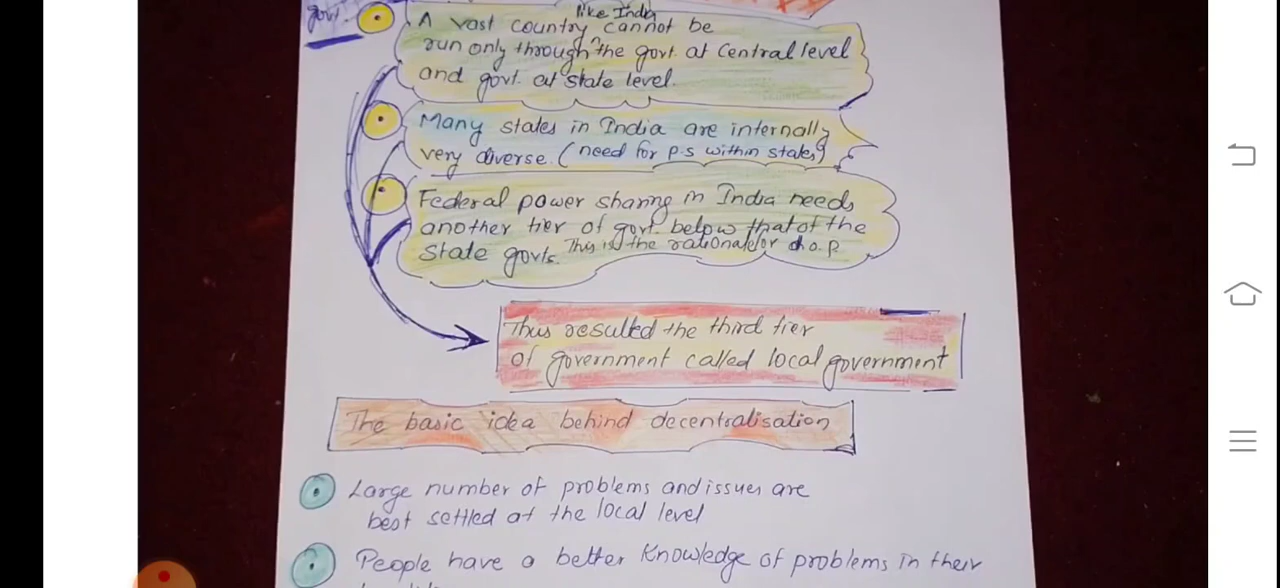 govt.
like India
A vast country cannot be
run only through the govt. at Central level
and govt. at state level.
Many states in India are internally
very diverse. (need for p.s within states)
Federal power sharing in India needs
another tier of govt. below that of the
State govts. This is the rationale for d.o.p.
Thus resulted the third tier
of government called local government
The basic idea behind decentralisation
Large number of problems and issues are
best settled at the local level
People have a better knowledge of problems in their